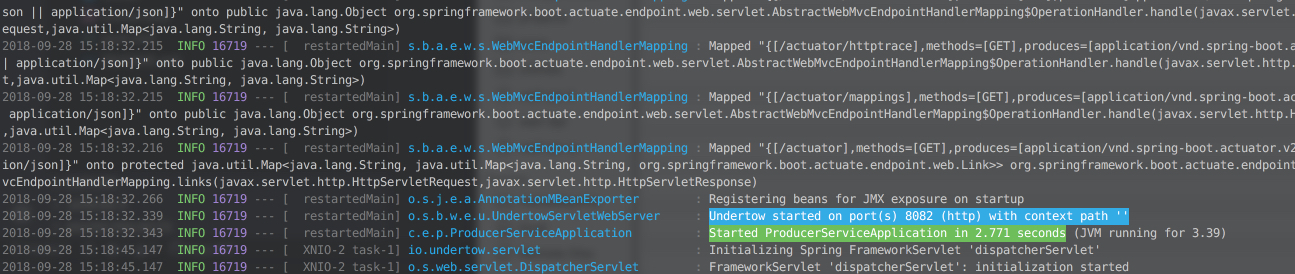 son || application/json]}" onto public java.lang.Object org.springframework.boot.actuate.endpoint.web.servlet.AbstractWebMvcEndpointHandlerMapping$OperationHandler.handle(javax.servlet.
equest,java.util.Map<java.lang.String, java.lang.String>)
2018-09-28 15:18:32.215  INFO 16719 --- [  restartedMain] s.b.a.e.w.s.WebMvcEndpointHandlerMapping : Mapped "{[/actuator/httptrace],methods=[GET],produces=[application/vnd.spring-boot.a
| application/json]}" onto public java.lang.Object org.springframework.boot.actuate.endpoint.web.servlet.AbstractWebMvcEndpointHandlerMapping$OperationHandler.handle(javax.servlet.http.
t,java.util.Map<java.lang.String, java.lang.String>)
2018-09-28 15:18:32.215  INFO 16719 --- [  restartedMain] s.b.a.e.w.s.WebMvcEndpointHandlerMapping : Mapped "{[/actuator/mappings],methods=[GET],produces=[application/vnd.spring-boot.ac
application/json]}" onto public java.lang.Object org.springframework.boot.actuate.endpoint.web.servlet.AbstractWebMvcEndpointHandlerMapping$OperationHandler.handle(javax.servlet.http.H
,java.util.Map<java.lang.String, java.lang.String>)
2018-09-28 15:18:32.216  INFO 16719 --- [  restartedMain] s.b.a.e.w.s.WebMvcEndpointHandlerMapping : Mapped "{[/actuator],methods=[GET],produces=[application/vnd.spring-boot.actuator.v2
ion/json]}" onto protected java.util.Map<java.lang.String, java.util.Map<java.lang.String, org.springframework.boot.actuate.endpoint.web.Link>> org.springframework.boot.actuate.endpoint
vcEndpointHandlerMapping.links(javax.servlet.http.HttpServletRequest,javax.servlet.http.HttpServletResponse)
2018-09-28 15:18:32.266  INFO 16719 --- [  restartedMain] o.s.j.e.a.AnnotationMBeanExporter        : Registering beans for JMX exposure on startup
2018-09-28 15:18:32.339  INFO 16719 --- [  restartedMain] o.s.b.w.e.u.UndertowServletWebServer     : Undertow started on port(s) 8082 (http) with context path ''
2018-09-28 15:18:32.343  INFO 16719 --- [  restartedMain] c.e.p.ProducerServiceApplication         : Started ProducerServiceApplication in 2.771 seconds (JVM running for 3.39)
2018-09-28 15:18:45.147  INFO 16719 --- [  XNIO-2 task-1] io.undertow.servlet                      : Initializing Spring FrameworkServlet 'dispatcherServlet'
2018-09-28 15:18:45.147  INFO 16719 --- [  XNIO-2 task-1] o.s.web.servlet.DispatcherServlet        : FrameworkServlet 'dispatcherServlet': initialization started